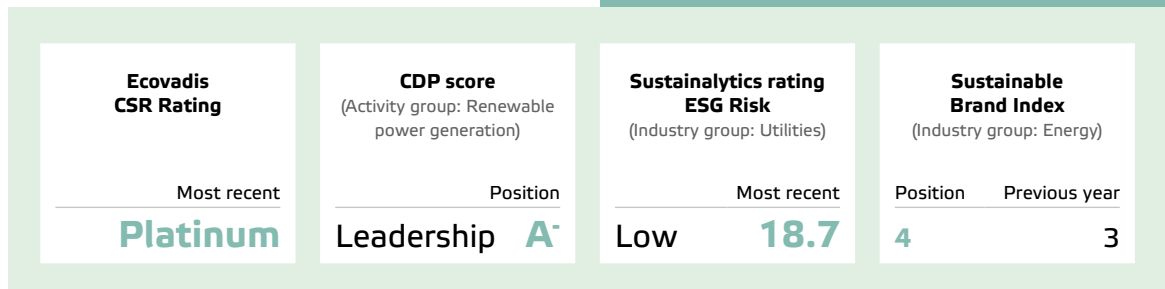 Ecovadis
CSR Rating
Most recent
Platinum
CDP score
(Activity group: Renewable
power generation)
Position
Leadership A-
Sustainalytics rating
ESG Risk
(Industry group: Utilities)
Most recent
Low 18.7
Sustainable
Brand Index
(Industry group: Energy)
Position Previous year
4 3